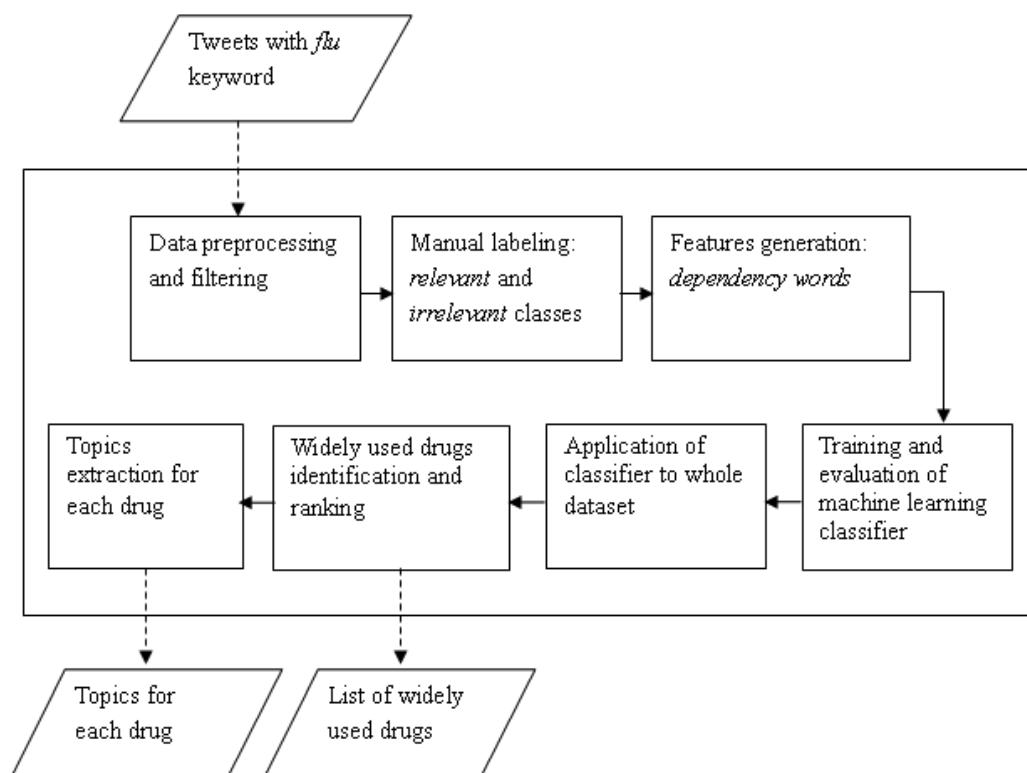 Tweets with flu
keyword
Data preprocessing
and filtering
Manual labeling:
relevant and
irrelevant classes
Features generation:
dependency words
Topics
extraction for
each drug
Widely used drugs
identification and
ranking
Application of
classifier to whole
dataset
Training and
evaluation of
machine learning
classifier
Topics for
each drug
List of widely
used drugs